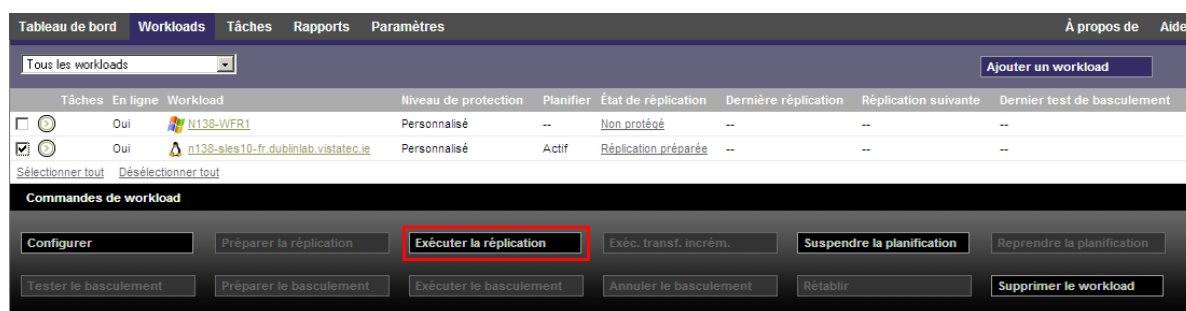 Tableau de bord Workloads Tâches Rapports Paramètres À propos de Aide
Tous les workloads Ajouter un workload
Tâches En ligne Workload Niveau de protection Planifier État de réplication Dernière réplication Réplication suivante Dernier test de basculement
Oui N138-WFR1 Personnalisé -- Non protégé -- -- --
Oui n138-sles10-fr.dublinlab.vistatec.ie Personnalisé Actif Réplication préparée -- -- --
Sélectionner tout Désélectionner tout
Commandes de workload
Configurer Préparer la réplication Exécuter la réplication Exéc. transf. incrém. Suspendre la planification Reprendre la planification
Tester le basculement Préparer le basculement Exécuter le basculement Annuler le basculement Rétablir Supprimer le workload